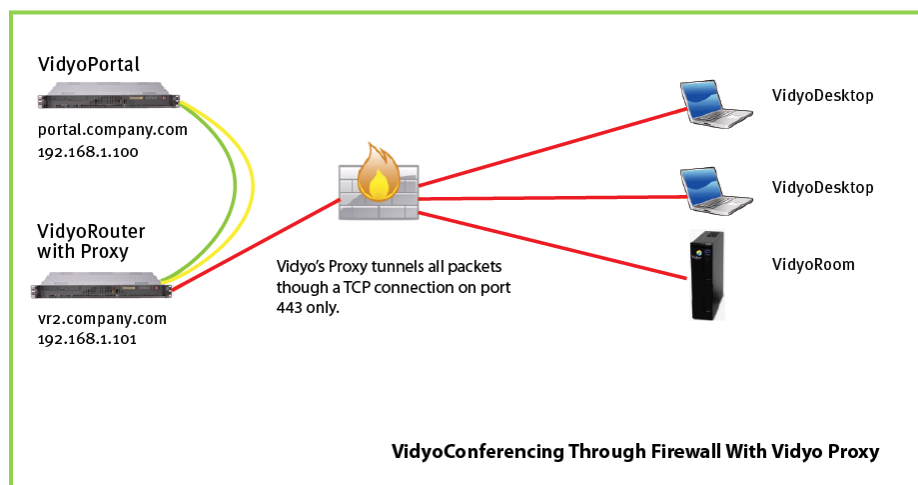 VidyoPortal
portal.company.com
192.168.1.100
VidyoRouter
with Proxy
vr2.company.com
192.168.1.101
Vidyo's Proxy tunnels all packets
though a TCP connection on port
443 only.
VidyoDesktop
VidyoDesktop
VidyoRoom
VidyoConferencing Through Firewall With Vidyo Proxy